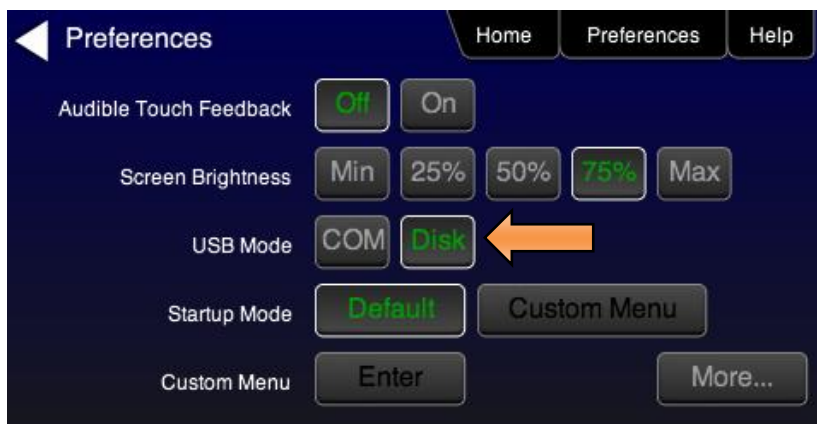 Preferences Home Preferences Help
Audible Touch Feedback Off On
Screen Brightness Min 25% 50% 75% Max
USB Mode COM Disk
Startup Mode Default Custom Menu
Custom Menu Enter More...